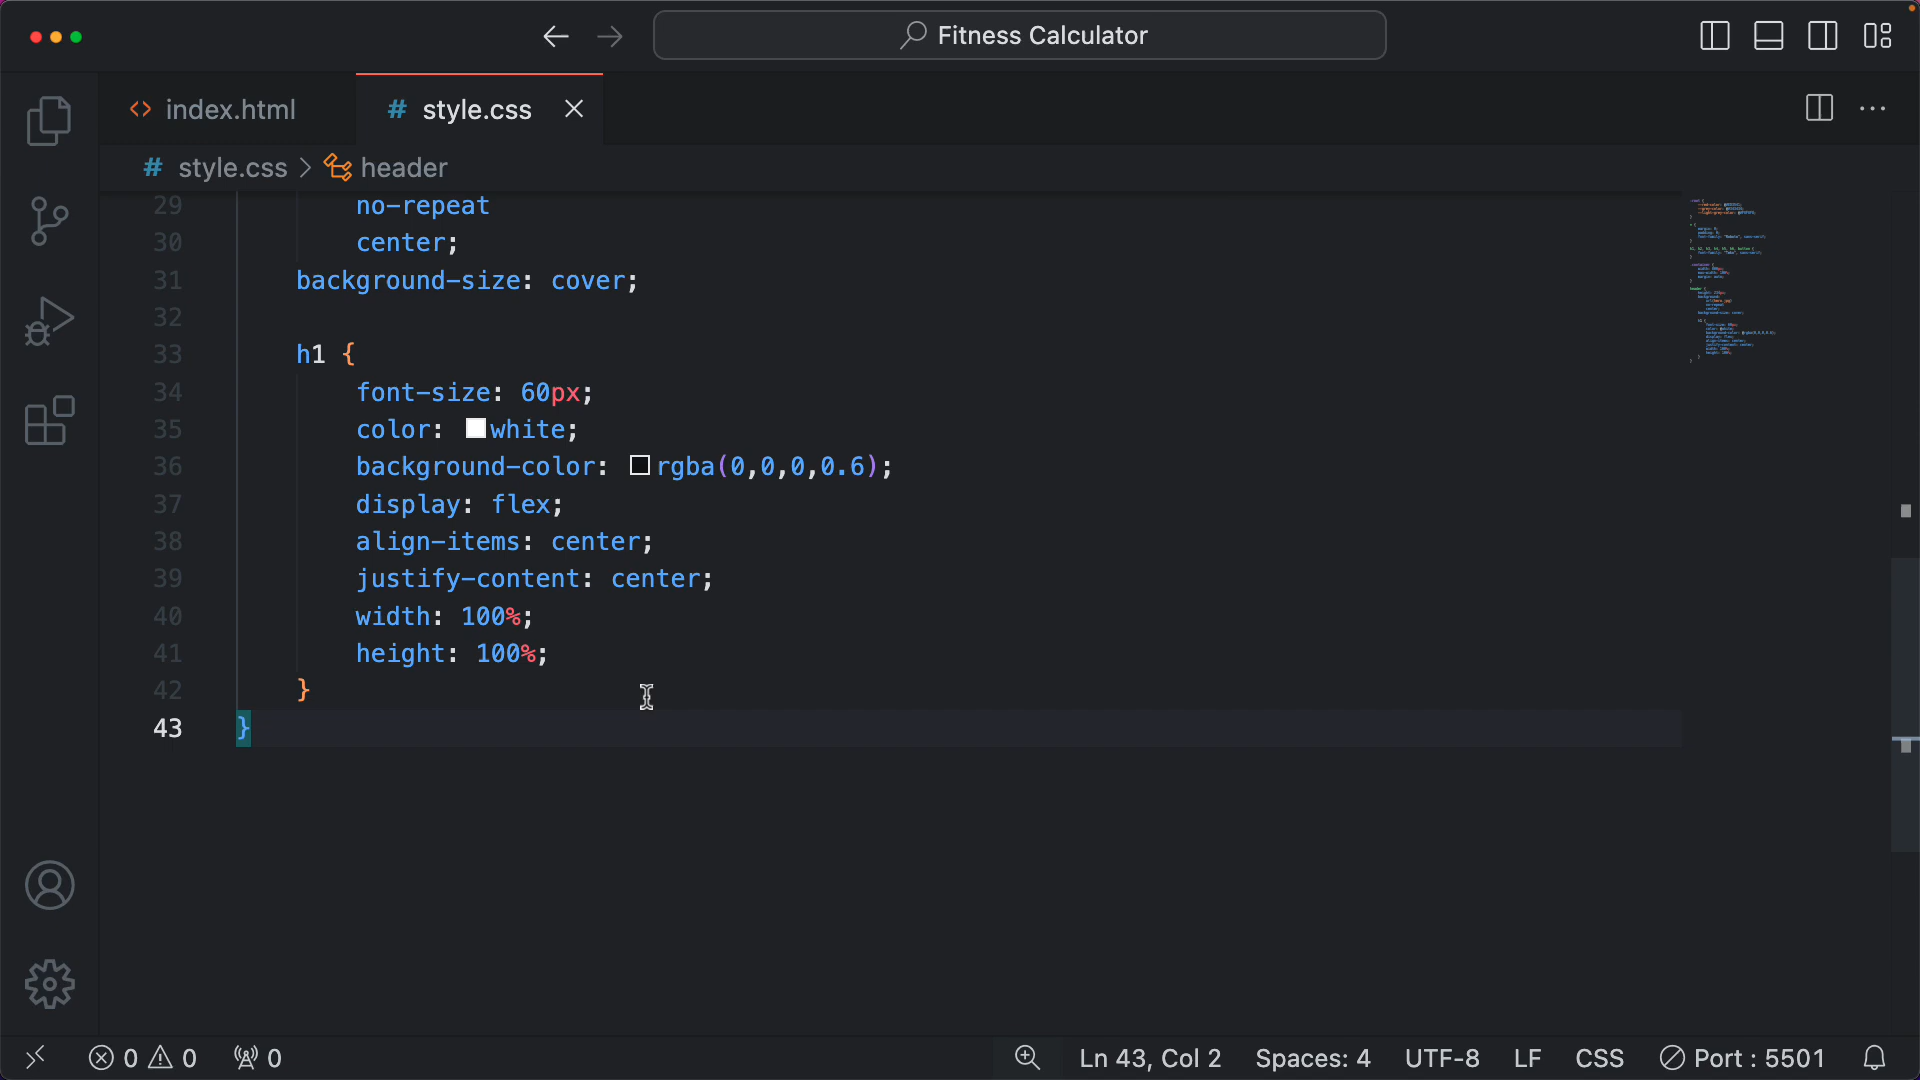 Fitness Calculator
index.html
# style.css
# style.css > header
29 no-repeat
30 center;
31 background-size: cover;
32
33 h1 {
34 font-size: 60px;
35 color: white;
36 background-color: rgba(0,0,0,0.6);
37 display: flex;
38 align-items: center;
39 justify-content: center;
40 width: 100%;
41 height: 100%;
42 }
43 }
0 0 0 Ln 43, Col 2 Spaces: 4 UTF-8 LF CSS Port : 5501